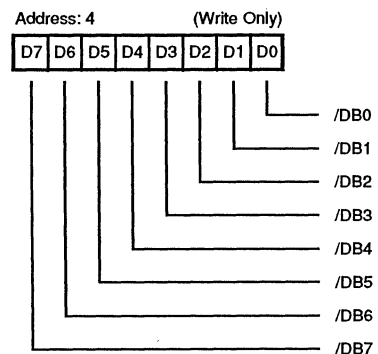 Address: 4 (Write Only)
D7 D6 D5 D4 D3 D2 D1 D0
/DB0
/DB1
/DB2
/DB3
/DB4
/DB5
/DB6
/DB7